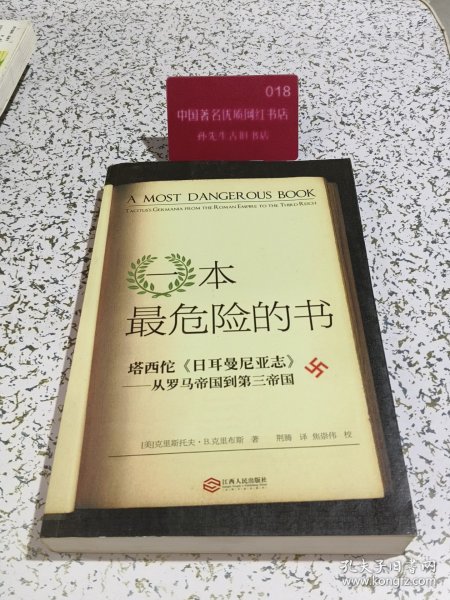 018
中国著名优质网红书店
孙先生古旧书店
A MOST DANGEROUS BOOK
TACITUS'S GERMANIA FROM THE ROMAN EMPIRE TO THE THIRD REICH
一本
最危险的书
塔西佗《日耳曼尼亚志》
——从罗马帝国到第三帝国
[美]克里斯托夫·B.克里布斯 著 荆腾 译 焦崇伟 校
江西人民出版社
孔夫子旧书网
www.kongfz.com